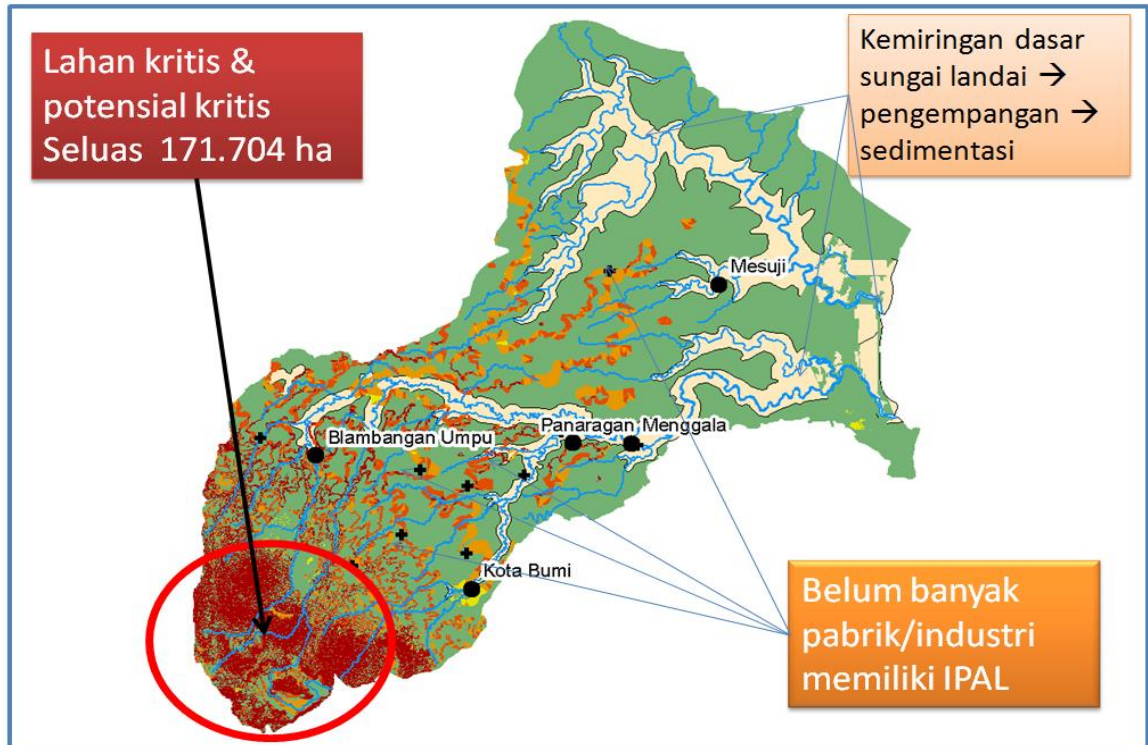 Lahan kritis &
potensial kritis
Seluas 171.704 ha
Kemiringan dasar
sungai landai →
pengempangan →
sedimentasi
Mesuji
Blambangan Umpu
Panaragan Menggala
Kota Bumi
Belum banyak
pabrik/industri
memiliki IPAL